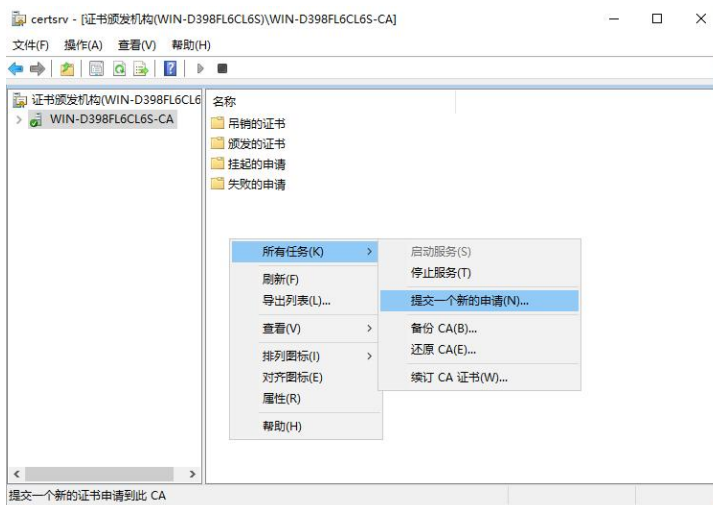 certsrv - [证书颁发机构(WIN-D398FL6CL6S)\WIN-D398FL6CL6S-CA]
文件(F) 操作(A) 查看(V) 帮助(H)
证书颁发机构(WIN-D398FL6CL6
WIN-D398FL6CL6S-CA
名称
吊销的证书
颁发的证书
挂起的申请
失败的申请
所有任务(K)
刷新(F)
导出列表(L)...
查看(V)
排列图标(I)
对齐图标(E)
属性(R)
帮助(H)
启动服务(S)
停止服务(T)
提交一个新的申请(N)...
备份 CA(B)...
还原 CA(E)...
续订 CA 证书(W)...
提交一个新的证书申请到此 CA